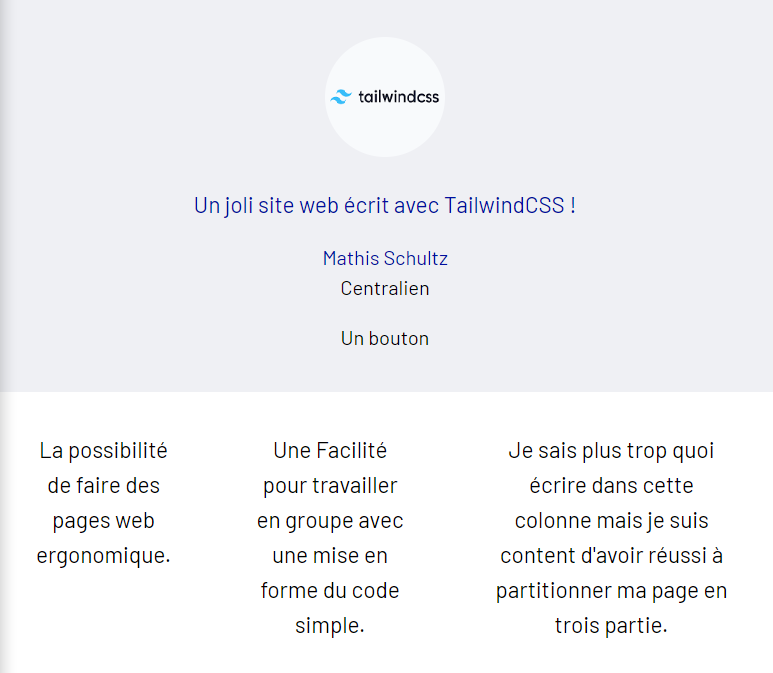 tailwindcss
Un joli site web écrit avec TailwindCSS !
Mathis Schultz
Centralien
Un bouton
La possibilité
de faire des
pages web
ergonomique.
Une Facilité
pour travailler
en groupe avec
une mise en
forme du code
simple.
Je sais plus trop quoi
écrire dans cette
colonne mais je suis
content d'avoir réussi à
partitionner ma page en
trois partie.